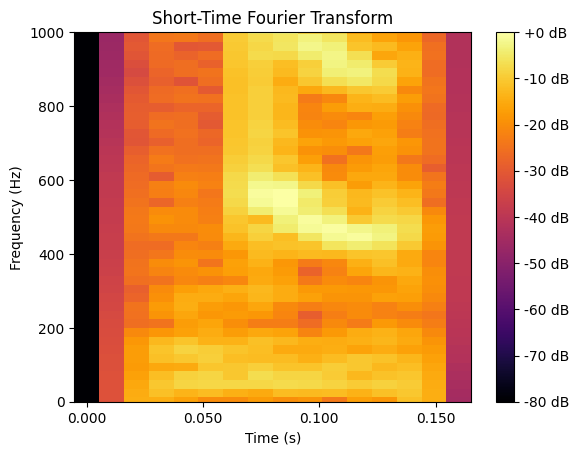 Short-Time Fourier Transform
1000
800
600
400
200
0
Frequency (Hz)
0.000
0.050
0.100
0.150
Time (s)
+0 dB
-10 dB
-20 dB
-30 dB
-40 dB
-50 dB
-60 dB
-70 dB
-80 dB